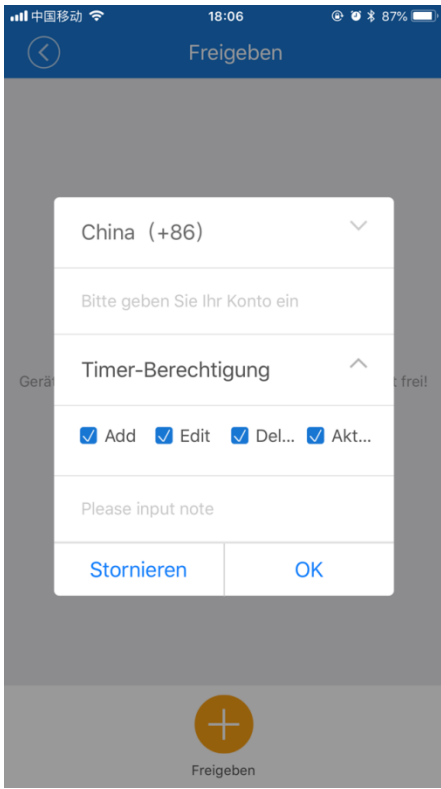 中国移动 18:06 87%
Freigeben
China（+86）
Bitte geben Sie Ihr Konto ein
Timer-Berechtigung
Gerät frei!
Add Edit Del... Akt...
Please input note
Stornieren OK
Freigeben